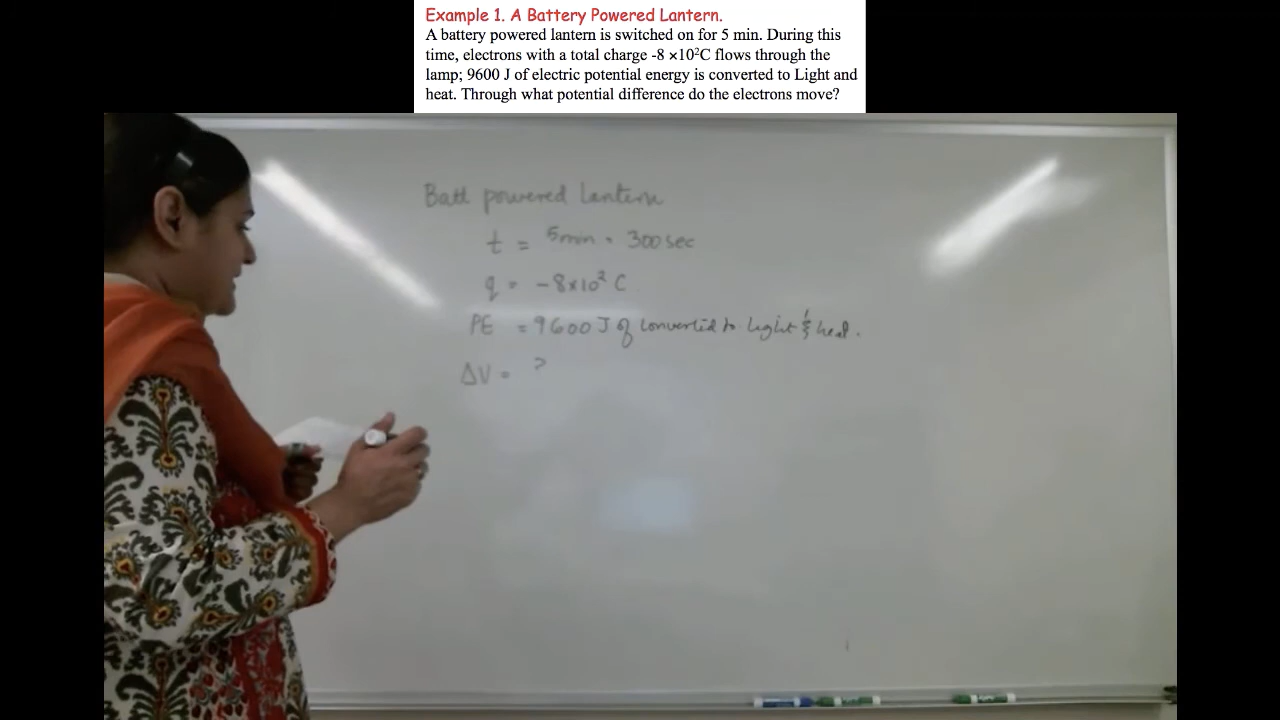 Example 1. A Battery Powered Lantern.
A battery powered lantern is switched on for 5 min. During this
time, electrons with a total charge -8 ×10²C flows through the
lamp; 9600 J of electric potential energy is converted to Light and
heat. Through what potential difference do the electrons move?
Batt powered Lantern
t = 5min = 300 sec
q = -8×10² C
PE = 9600 J of converted to light & heat.
ΔV = ?